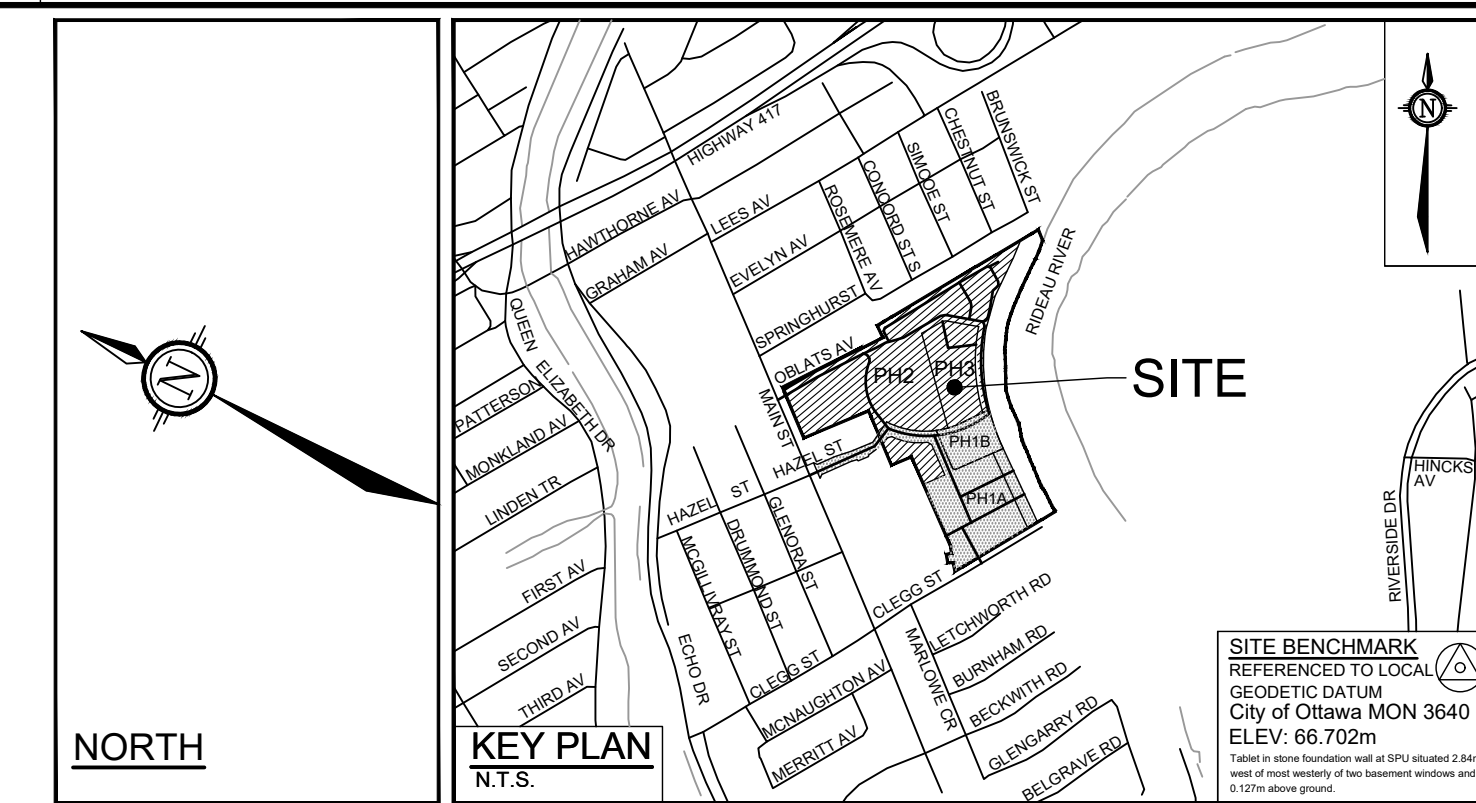 N
NORTH
HIGHWAY 417
HAWTHORNE AV
GRAHAM AV
LEES AV
EVELYN AV
SPRINGHURST
OBLATS AV
ROSEMERE AV
CONCORD ST S
SIMCOE ST
CHESTNUT ST
BRUNSWICK ST
RIDEAU RIVER
QUEEN ELIZABETH DR
PATTERSON
MONKLAND AV
LINDEN TR
FIRST AV
SECOND AV
THIRD AV
MAIN ST
HAZEL ST
HAZEL ST
PH2
PH3
PH1B
PH1A
SITE
MCGILLIVRAY ST
DRUMMOND ST
GLENORA ST
ECHO DR
CLEGG ST
CLEGG ST
MCNAUGHTON AV
MERRITT AV
MARLOWE CR
LETCHWORTH RD
BURNHAM RD
BECKWITH RD
GLENGARRY RD
BELGRAVE RD
KEY PLAN
N.T.S.
N
HINCKS
AV
RIVERSIDE DR
SITE BENCHMARK
REFERENCED TO LOCAL
GEODETIC DATUM
City of Ottawa MON 3640
ELEV: 66.702m
Tablet in stone foundation wall at SPU situated 2.84m
west of most westerly of two basement windows and
0.127m above ground.